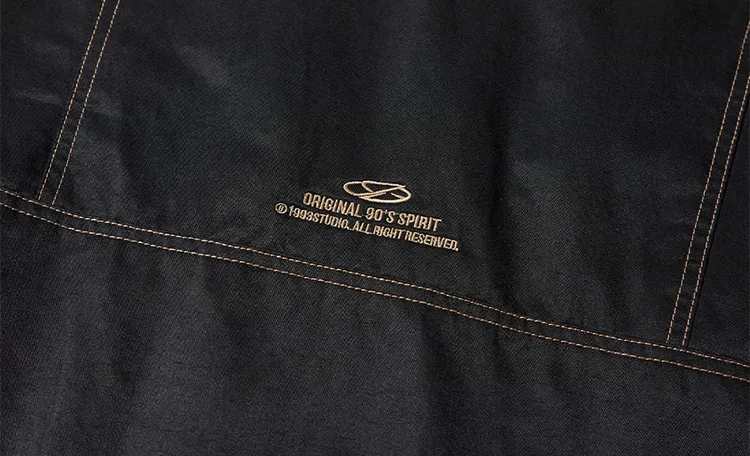 ORIGINAL 90'S SPIRIT
® 1993STUDIO. ALL RIGHT RESERVED.